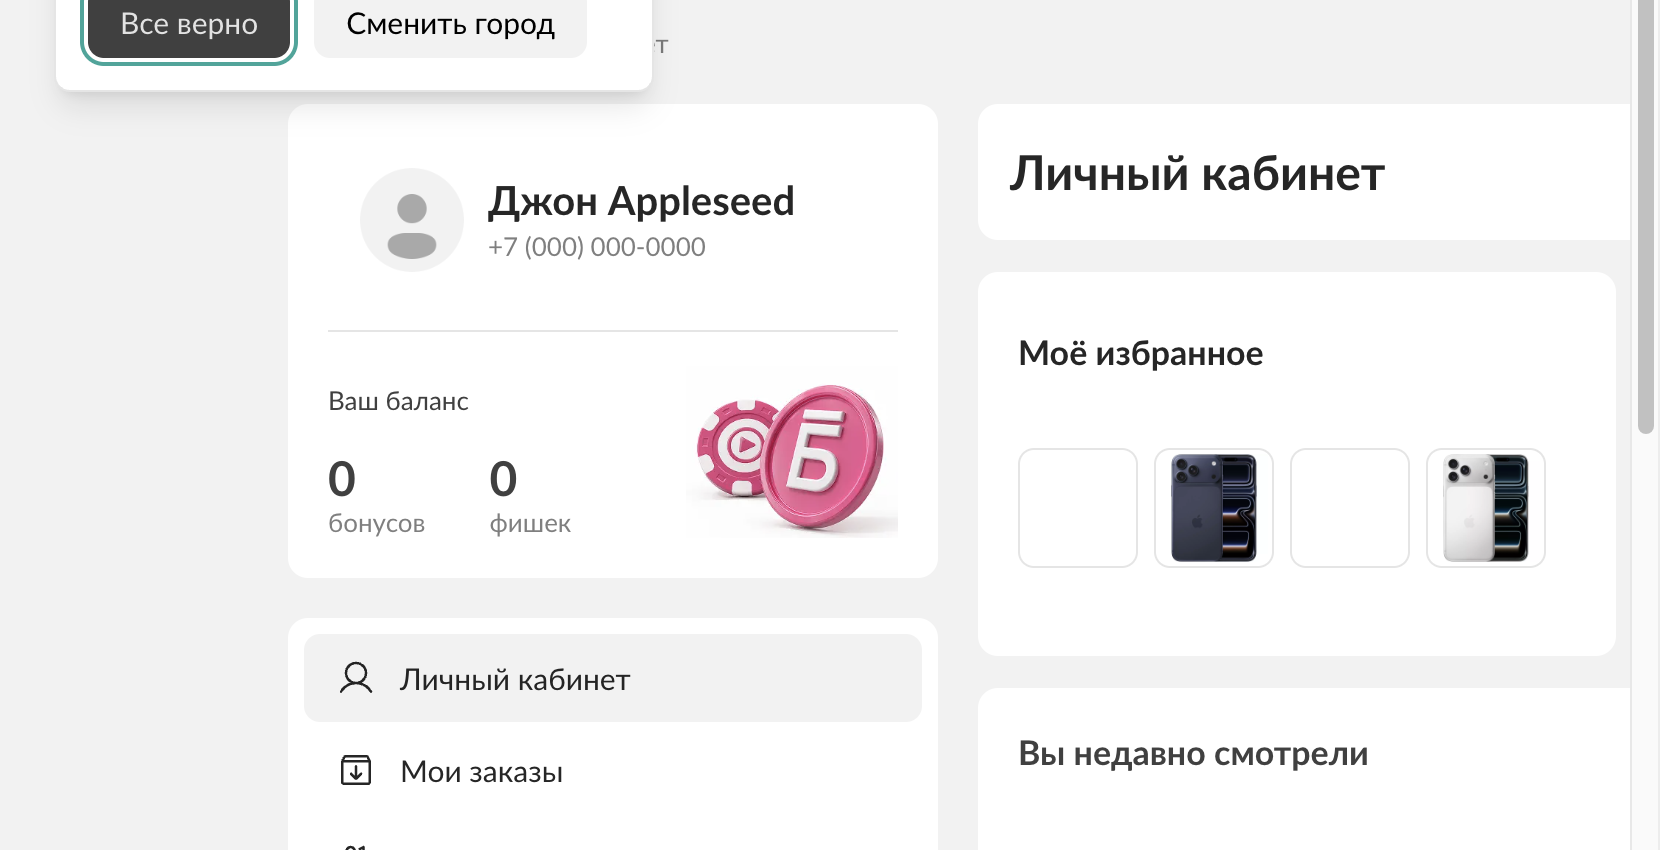 Все верно
Сменить город
Джон Appleseed
+7 (000) 000-0000
Ваш баланс
0
бонусов
0
фишек
Б
Личный кабинет
Мои заказы
Личный кабинет
Моё избранное
Вы недавно смотрели